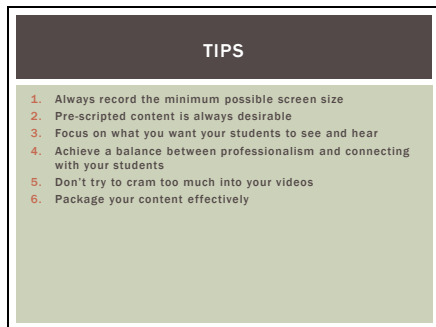 TIPS
1. Always record the minimum possible screen size
2. Pre-scripted content is always desirable
3. Focus on what you want your students to see and hear
4. Achieve a balance between professionalism and connecting
with your students
5. Don't try to cram too much into your videos
6. Package your content effectively